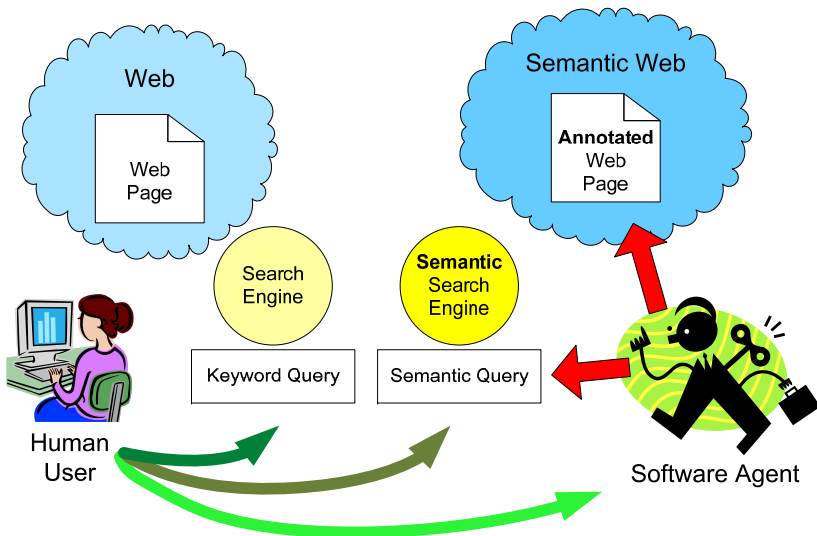 Web
Web
Page
Semantic Web
Annotated
Web
Page
Search
Engine
Semantic
Search
Engine
Keyword Query
Semantic Query
Human
User
Software Agent